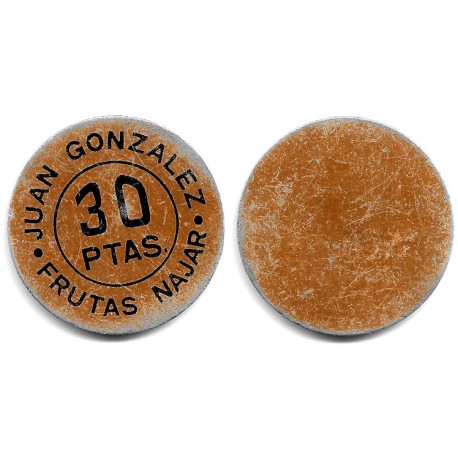 · JUAN GONZALEZ ·
30
PTAS.
FRUTAS NAJAR